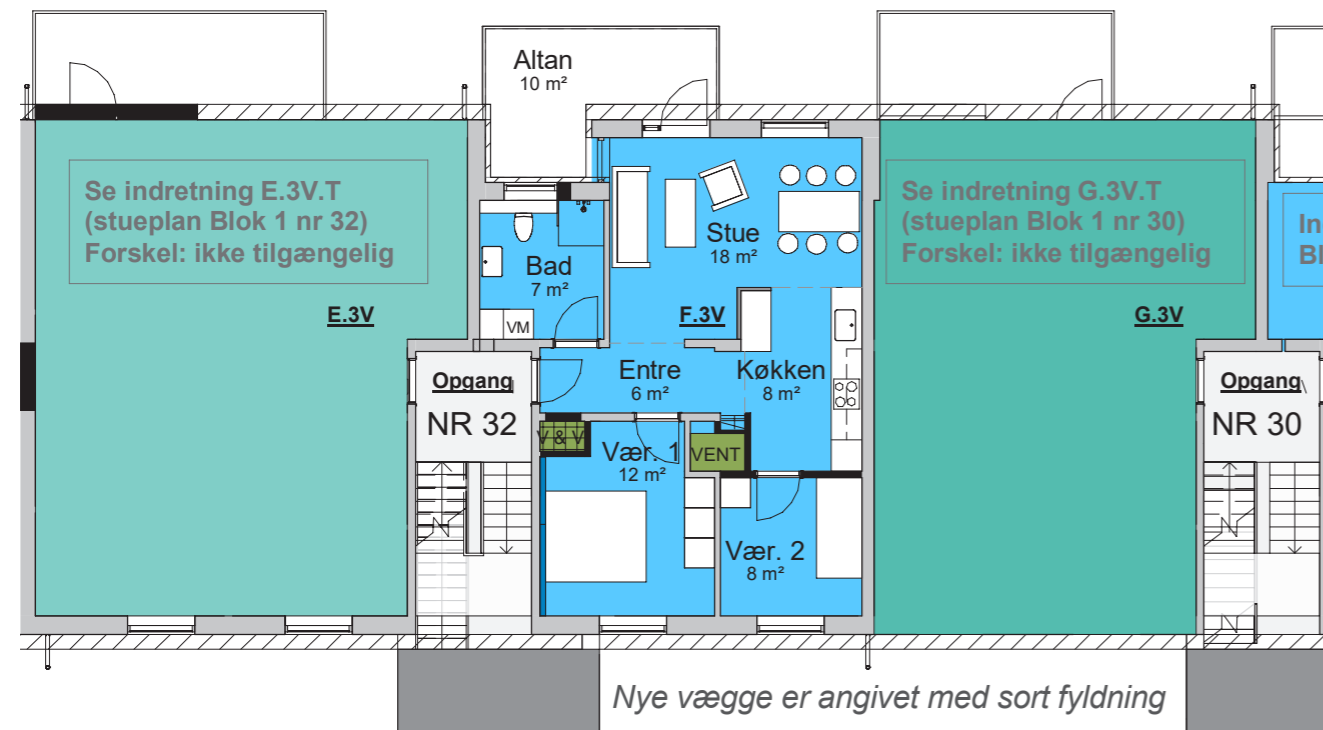 Altan
10 m²
Se indretning E.3V.T
(stueplan Blok 1 nr 32)
Forskel: ikke tilgængelig
E.3V
Bad
7 m²
VM
Stue
18 m²
F.3V
Se indretning G.3V.T
(stueplan Blok 1 nr 30)
Forskel: ikke tilgængelig
G.3V
Opgang
NR 32
Entre
6 m²
Køkken
8 m²
V & V
Vær. 1
12 m²
VENT
Vær. 2
8 m²
Opgang
NR 30
Nye vægge er angivet med sort fyldning